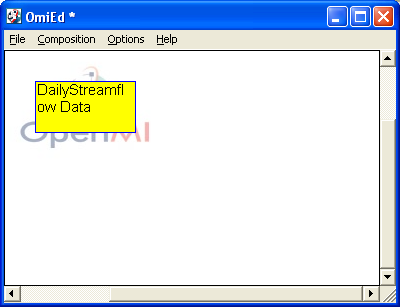 OmiEd *
File Composition Options Help
DailyStreamfl
ow Data
OpenMI